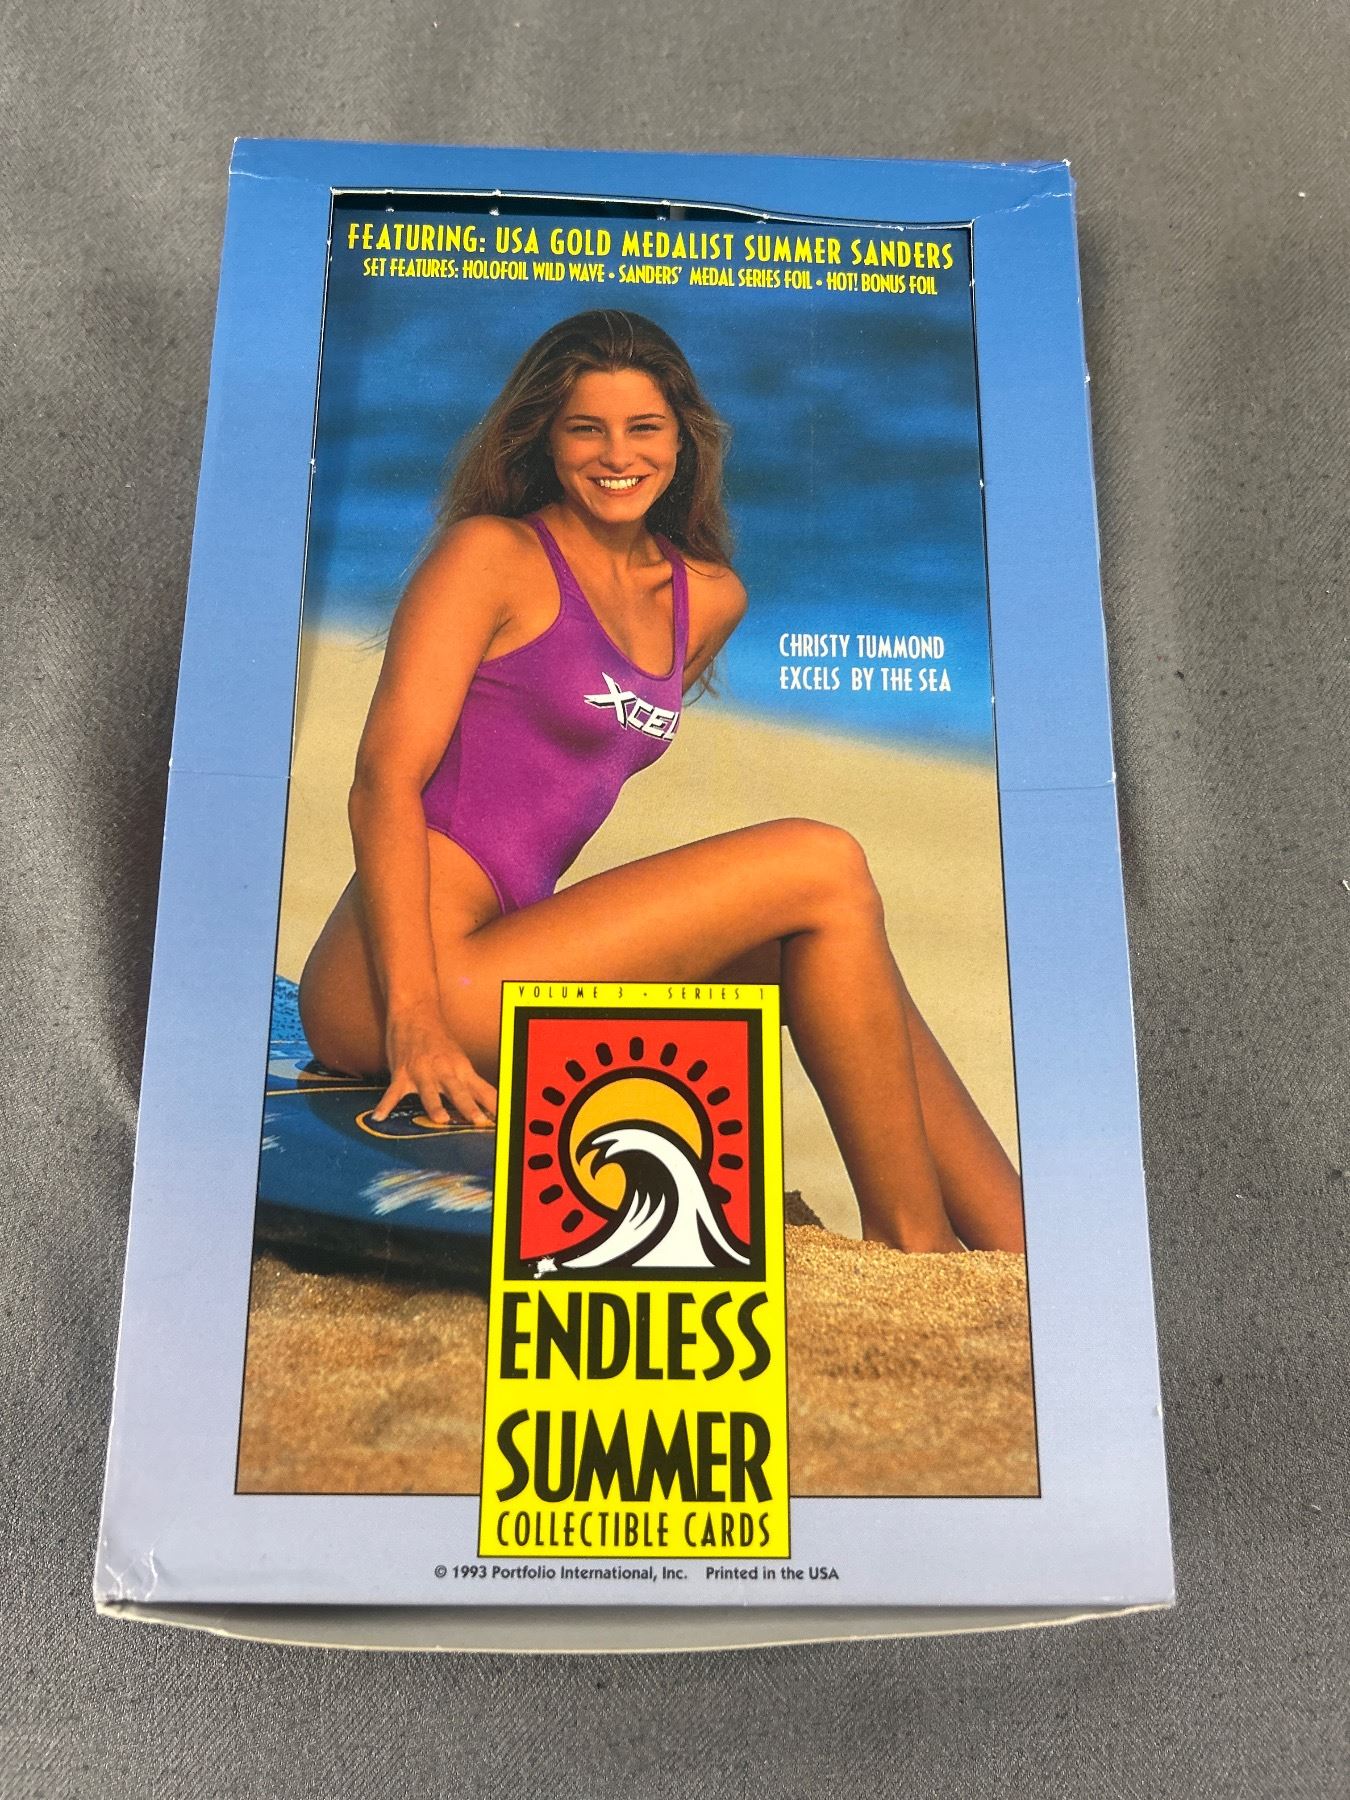 FEATURING: USA GOLD MEDALIST SUMMER SANDERS
SET FEATURES: HOLOFOIL WILD WAVE • SANDERS' MEDAL SERIES FOIL • HOT! BONUS FOIL
CHRISTY TUMMOND
EXCELS BY THE SEA
XCEL
VOLUME 3 • SERIES 1
ENDLESS
SUMMER
COLLECTIBLE CARDS
© 1993 Portfolio International, Inc. Printed in the USA